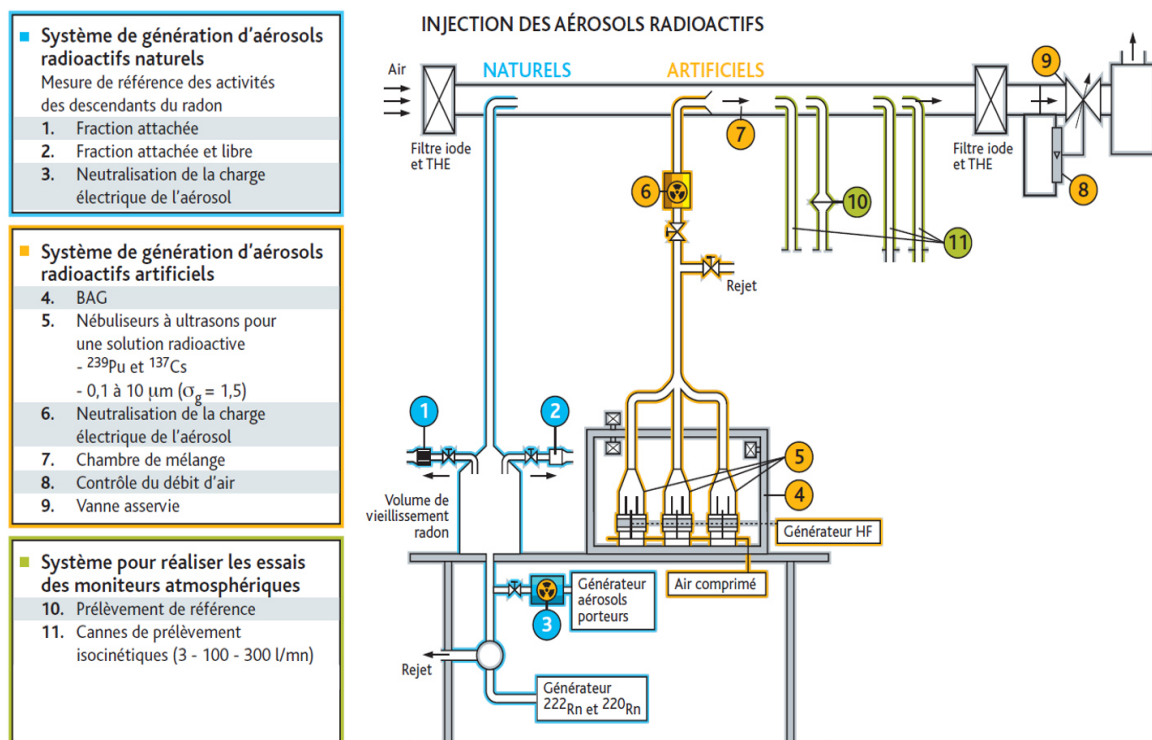 Système de génération d'aérosols
radioactifs naturels
Mesure de référence des activités
des descendants du radon
1. Fraction attachée
2. Fraction attachée et libre
3. Neutralisation de la charge
électrique de l'aérosol
Système de génération d'aérosols
radioactifs artificiels
4. BAG
5. Nébuliseurs à ultrasons pour
une solution radioactive
- ²³⁹Pu et ¹³⁷Cs
- 0,1 à 10 µm (σg = 1,5)
6. Neutralisation de la charge
électrique de l'aérosol
7. Chambre de mélange
8. Contrôle du débit d'air
9. Vanne asservie
Système pour réaliser les essais
des moniteurs atmosphériques
10. Prélèvement de référence
11. Cannes de prélèvement
isocinétiques (3 - 100 - 300 l/mn)
INJECTION DES AÉROSOLS RADIOACTIFS
Air
NATURELS
ARTIFICIELS
9
7
Filtre iode
et THE
Filtre iode
et THE
6
10
8
11
Rejet
1
2
5
4
Volume de
vieillissement
radon
Générateur HF
Air comprimé
Générateur
aérosols
porteurs
3
Rejet
Générateur
²²²Rn et ²²⁰Rn